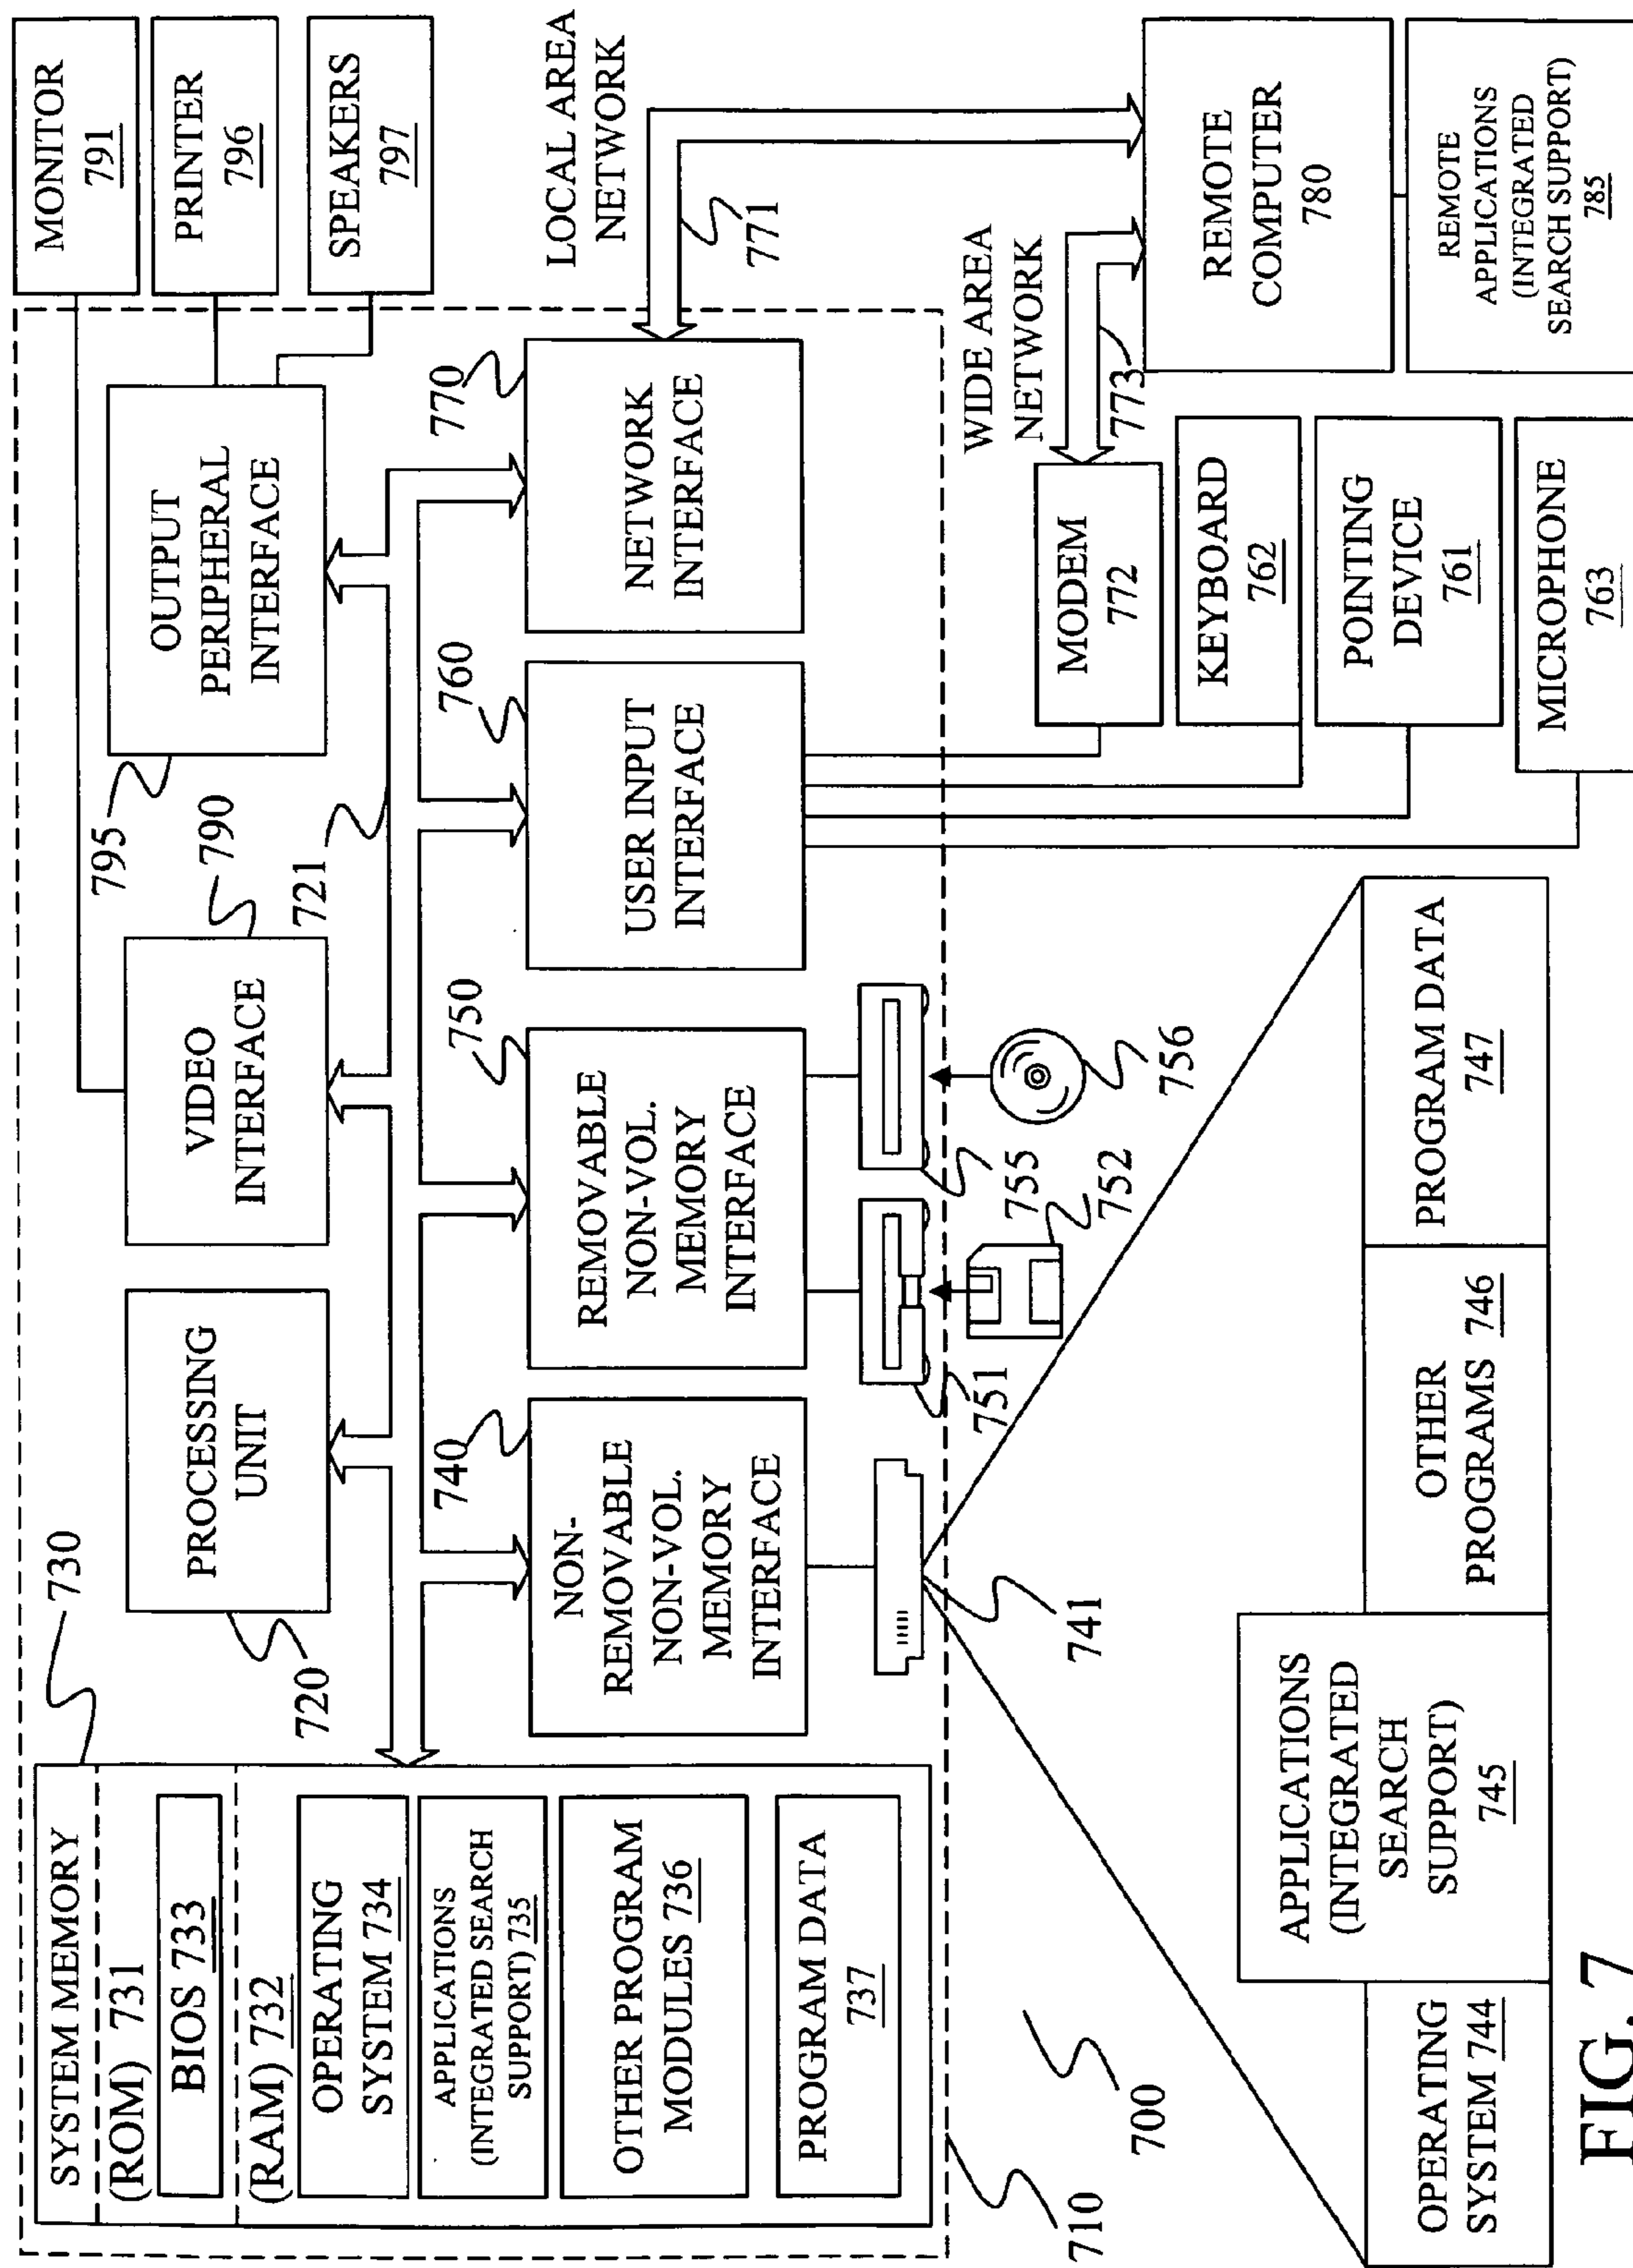 SYSTEM MEMORY
(ROM) 731
BIOS 733
(RAM) 732
OPERATING
SYSTEM 734
APPLICATIONS
(INTEGRATED SEARCH
SUPPORT) 735
OTHER PROGRAM
MODULES 736
PROGRAM DATA
737
730
720
PROCESSING
UNIT
VIDEO
INTERFACE
790
721
795
OUTPUT
PERIPHERAL
INTERFACE
MONITOR
791
PRINTER
796
SPEAKERS
797
740
NON-
REMOVABLE
NON-VOL.
MEMORY
INTERFACE
750
REMOVABLE
NON-VOL.
MEMORY
INTERFACE
760
USER INPUT
INTERFACE
770
NETWORK
INTERFACE
LOCAL AREA
NETWORK
771
741
751
755
752
756
WIDE AREA
NETWORK
773
MODEM
772
KEYBOARD
762
POINTING
DEVICE
761
MICROPHONE
763
REMOTE
COMPUTER
780
REMOTE
APPLICATIONS
(INTEGRATED
SEARCH SUPPORT)
785
710
700
OPERATING
SYSTEM 744
APPLICATIONS
(INTEGRATED
SEARCH
SUPPORT)
745
OTHER
PROGRAMS 746
PROGRAM DATA
747
FIG. 7